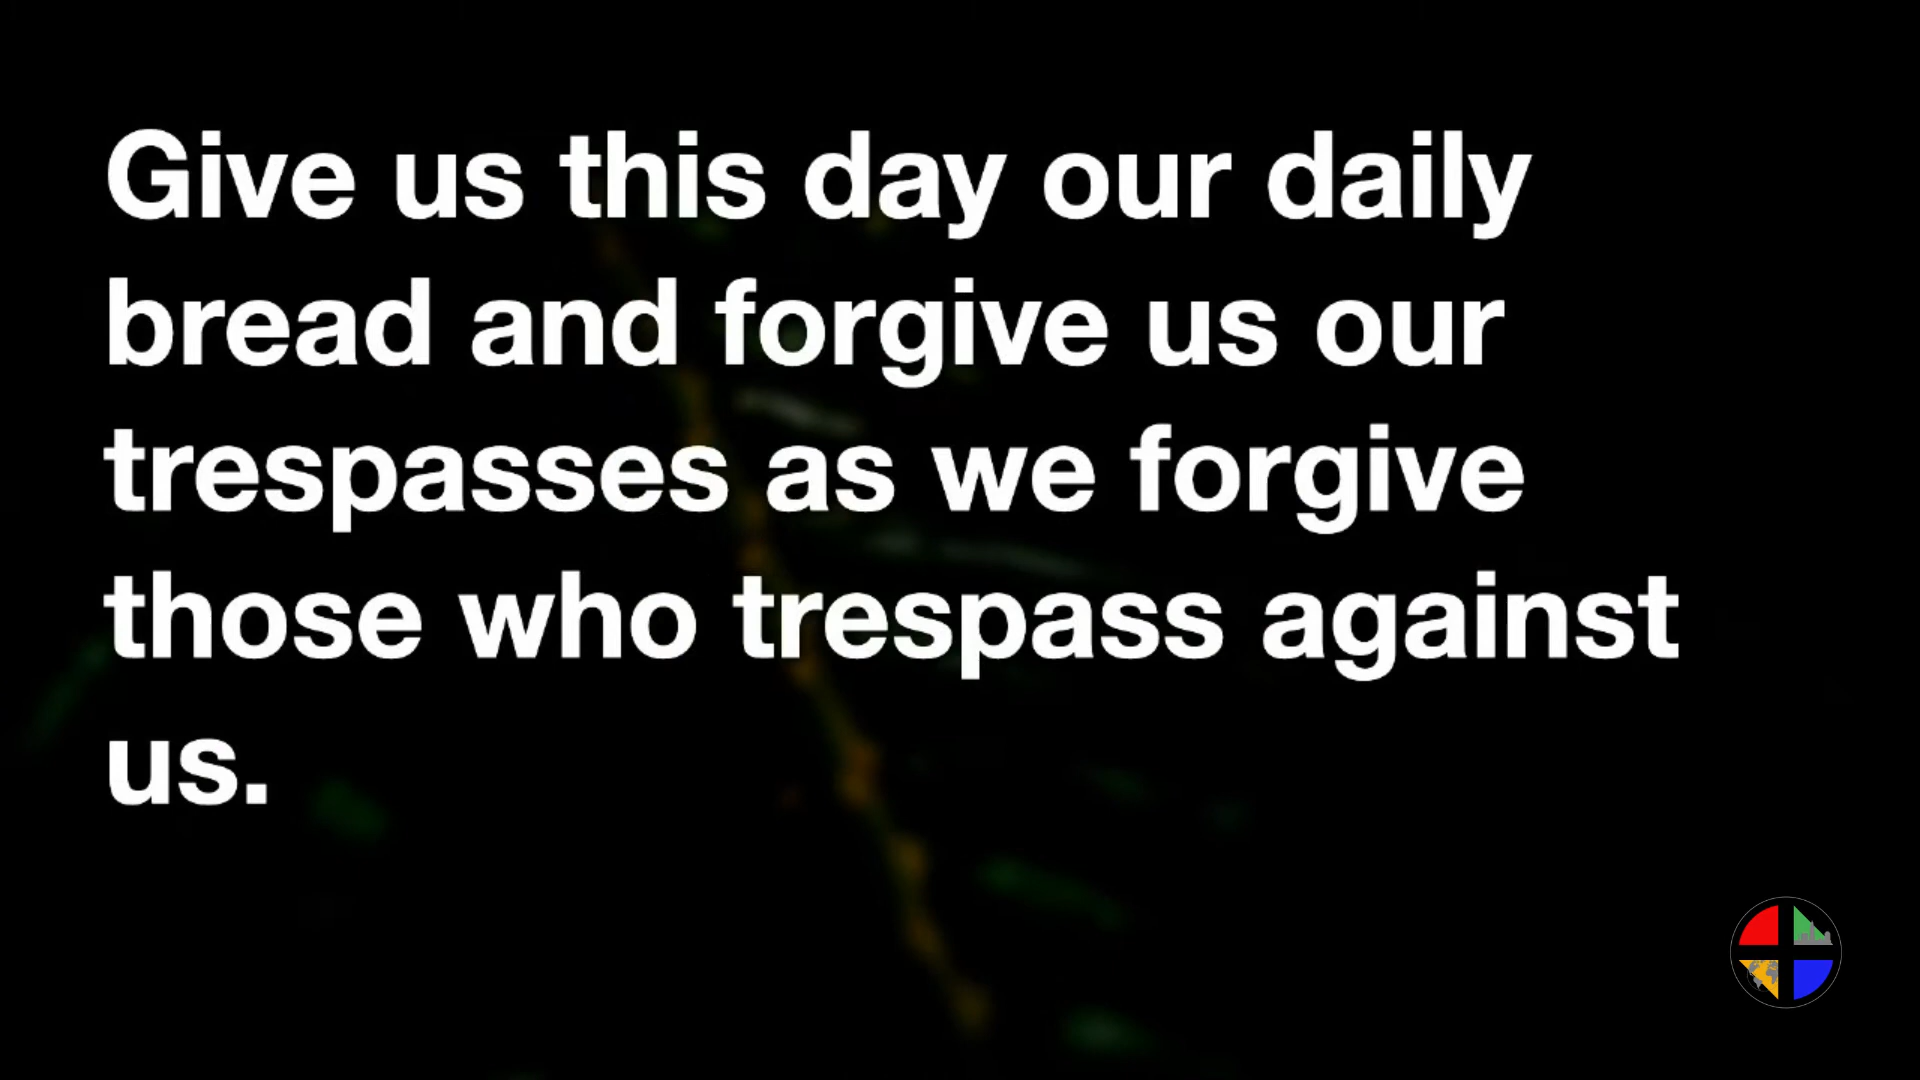 Give us this day our daily
bread and forgive us our
trespasses as we forgive
those who trespass against
us.